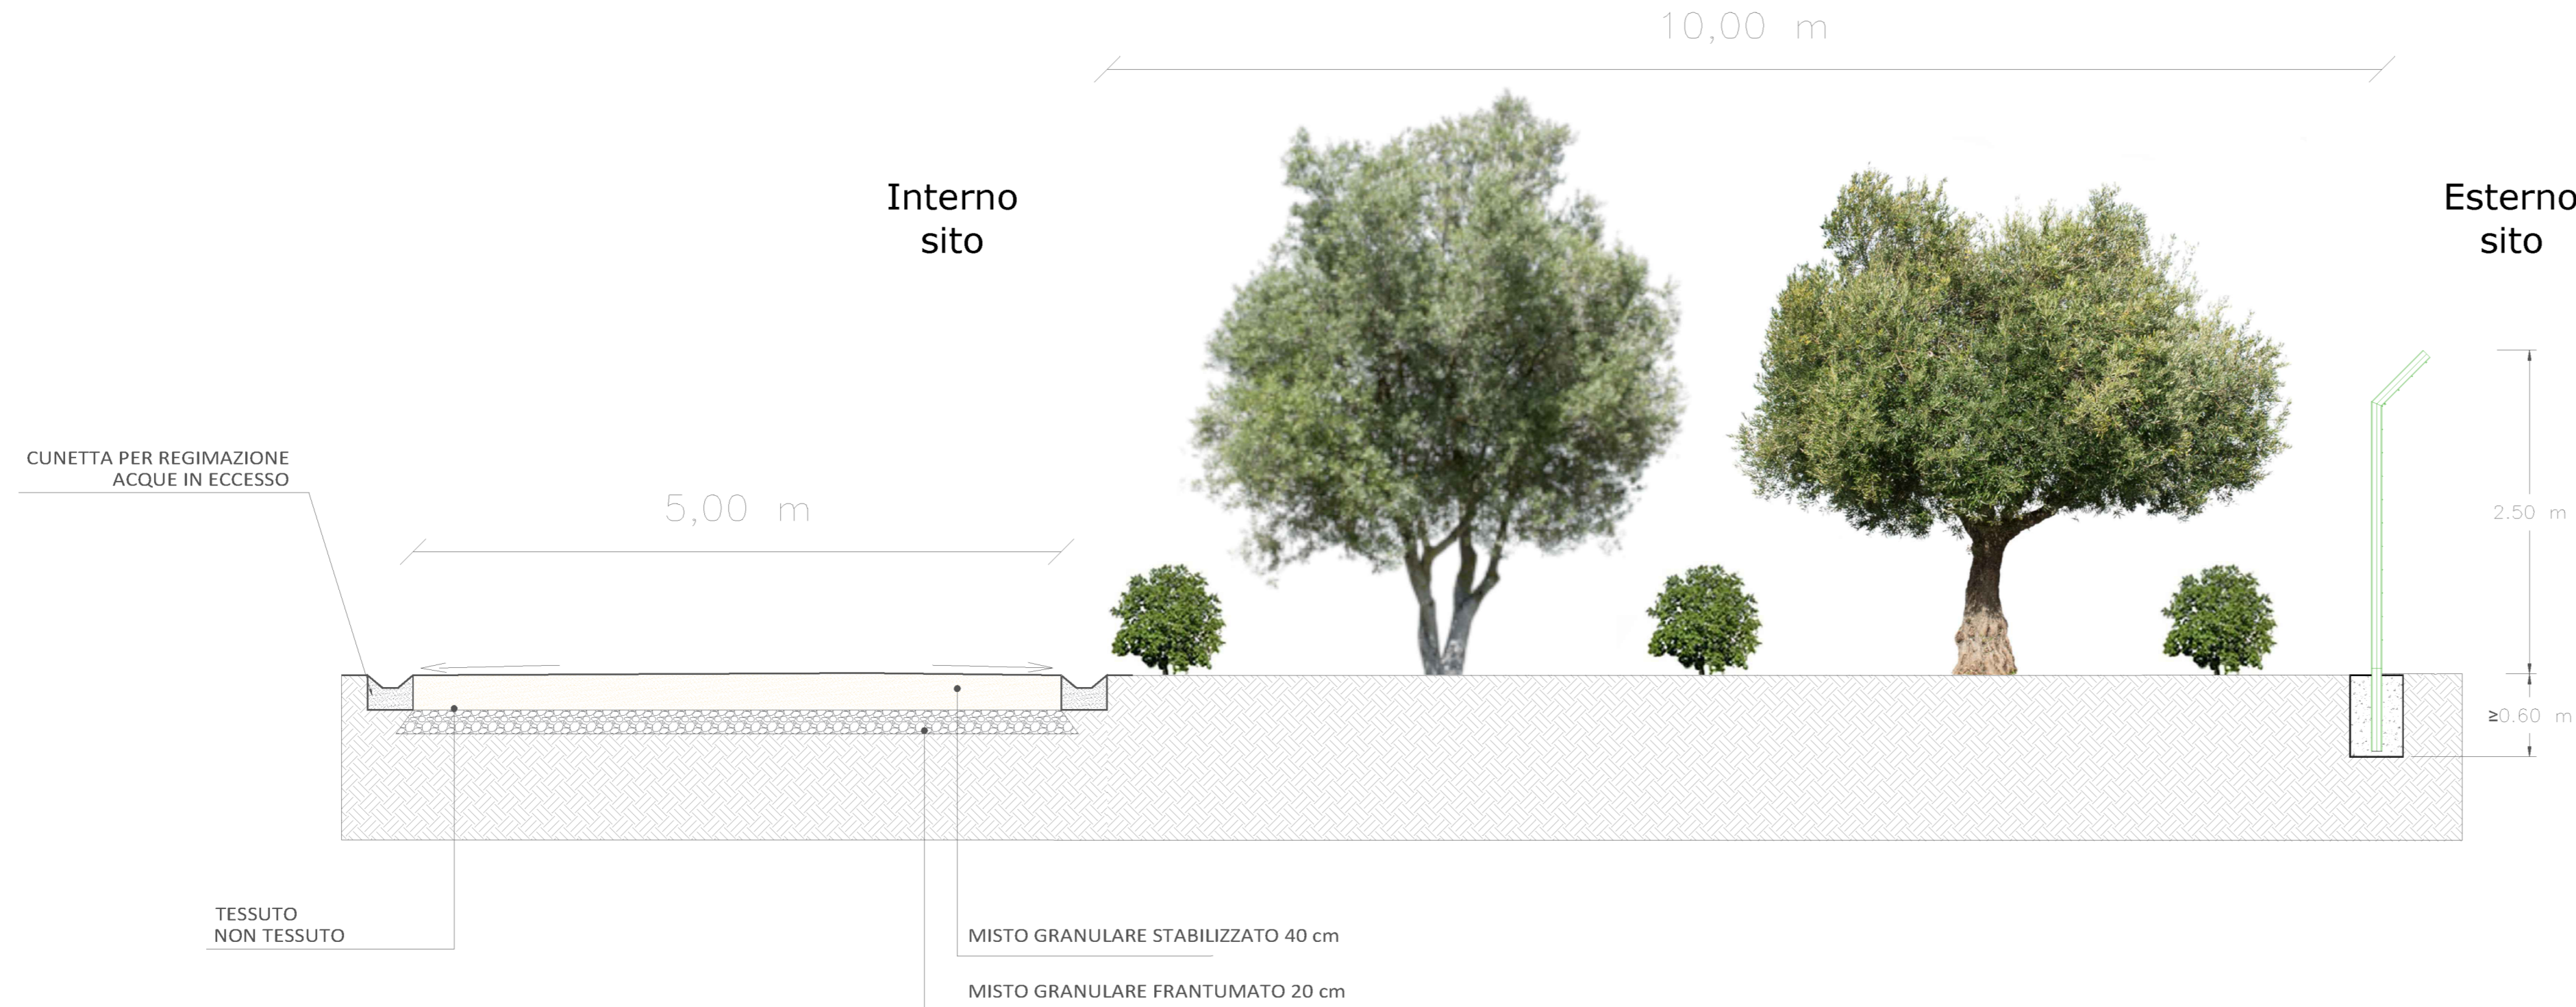 10,00 m
Interno
sito
Esterno
sito
CUNETTA PER REGIMAZIONE
ACQUE IN ECCESSO
5,00 m
2.50 m
≥0.60 m
TESSUTO
NON TESSUTO
MISTO GRANULARE STABILIZZATO 40 cm
MISTO GRANULARE FRANTUMATO 20 cm